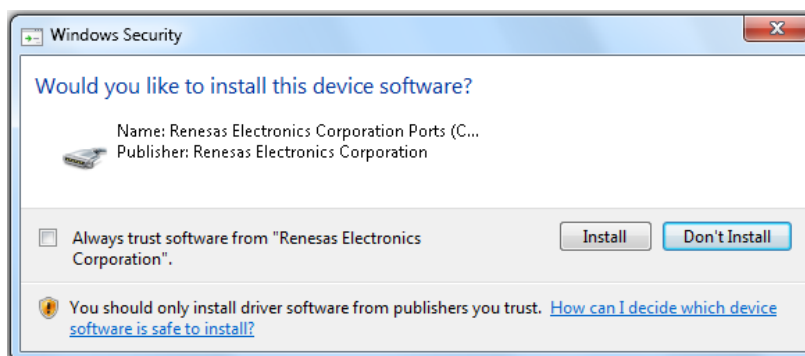 Windows Security
Would you like to install this device software?
Name: Renesas Electronics Corporation Ports (C...
Publisher: Renesas Electronics Corporation
Always trust software from "Renesas Electronics
Corporation".
Install
Don't Install
You should only install driver software from publishers you trust. How can I decide which device
software is safe to install?